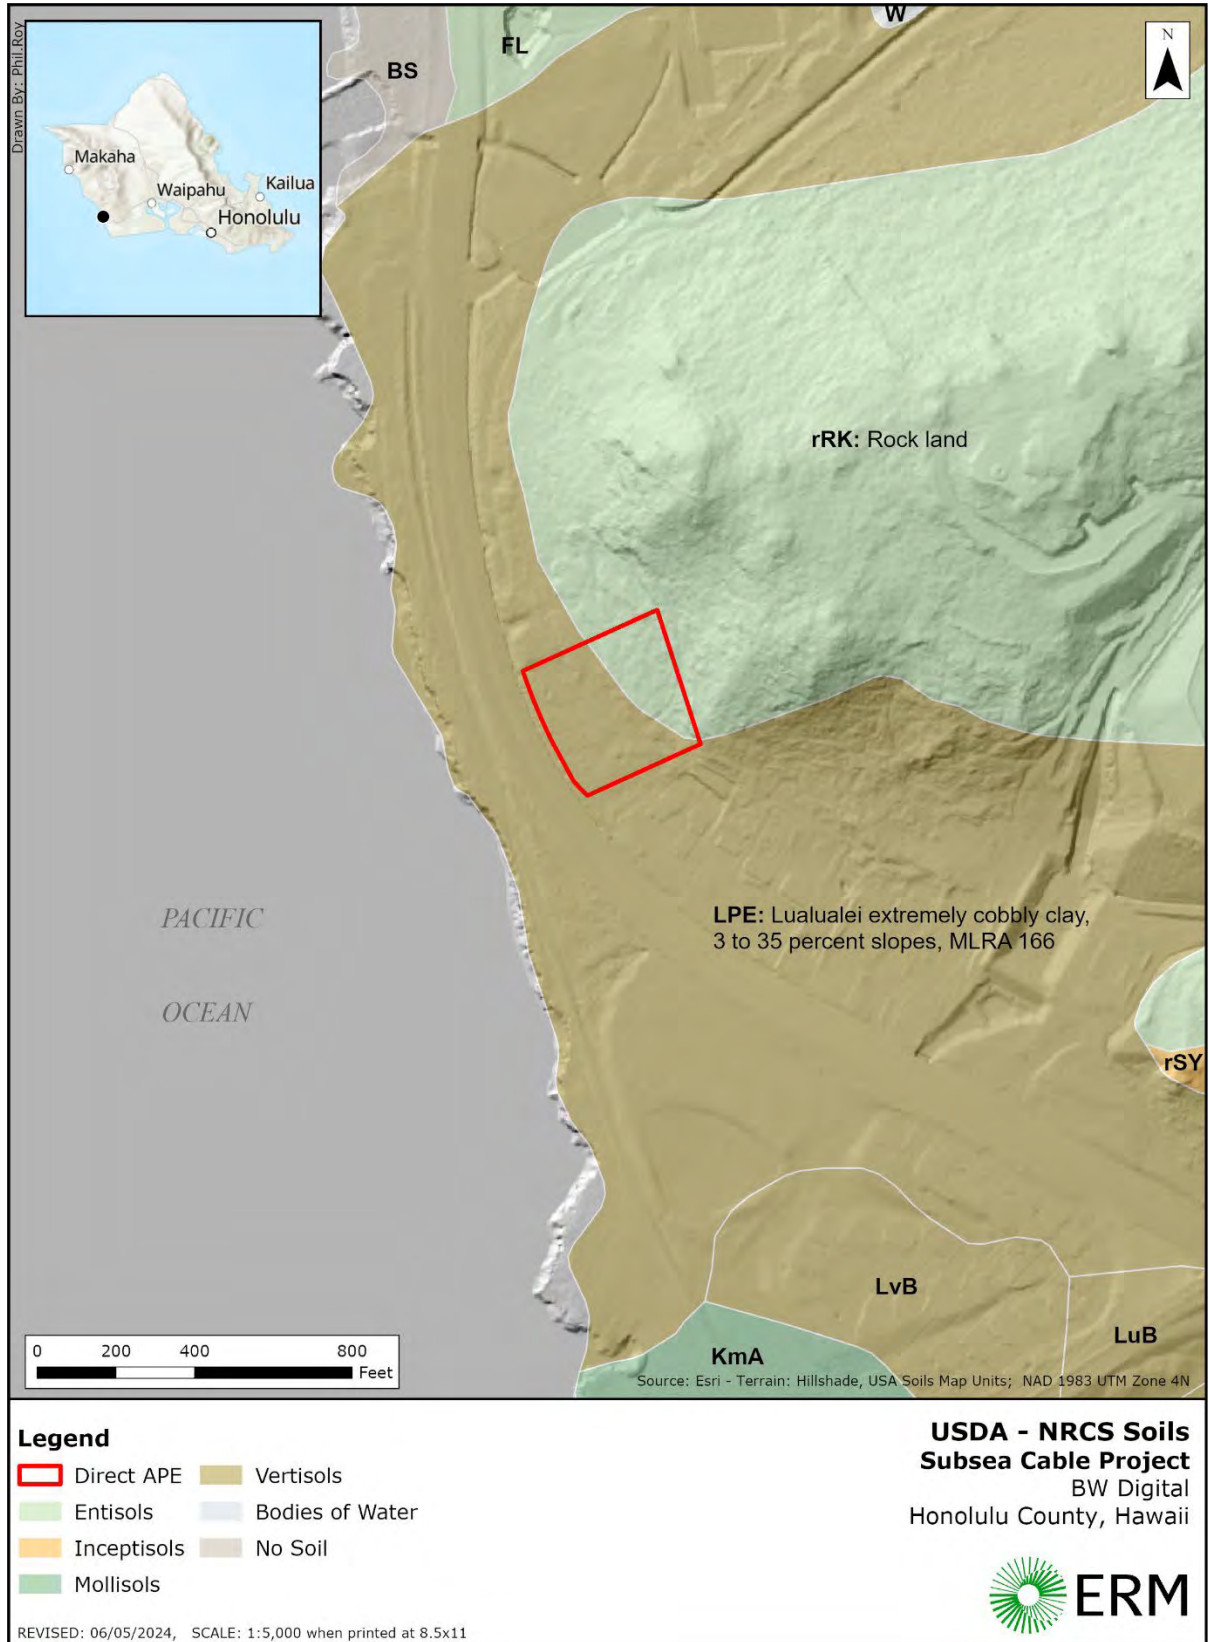 Drawn By: Phil.Roy
Makaha
Waipahu
Kailua
Honolulu
BS
FL
W
N
rRK: Rock land
PACIFIC
OCEAN
LPE: Lualualei extremely cobbly clay,
3 to 35 percent slopes, MLRA 166
rSY
LvB
LuB
KmA
0 200 400 800
Feet
Source: Esri - Terrain: Hillshade, USA Soils Map Units; NAD 1983 UTM Zone 4N
Legend
Direct APE
Entisols
Inceptisols
Mollisols
Vertisols
Bodies of Water
No Soil
USDA - NRCS Soils
Subsea Cable Project
BW Digital
Honolulu County, Hawaii
ERM
REVISED: 06/05/2024, SCALE: 1:5,000 when printed at 8.5x11